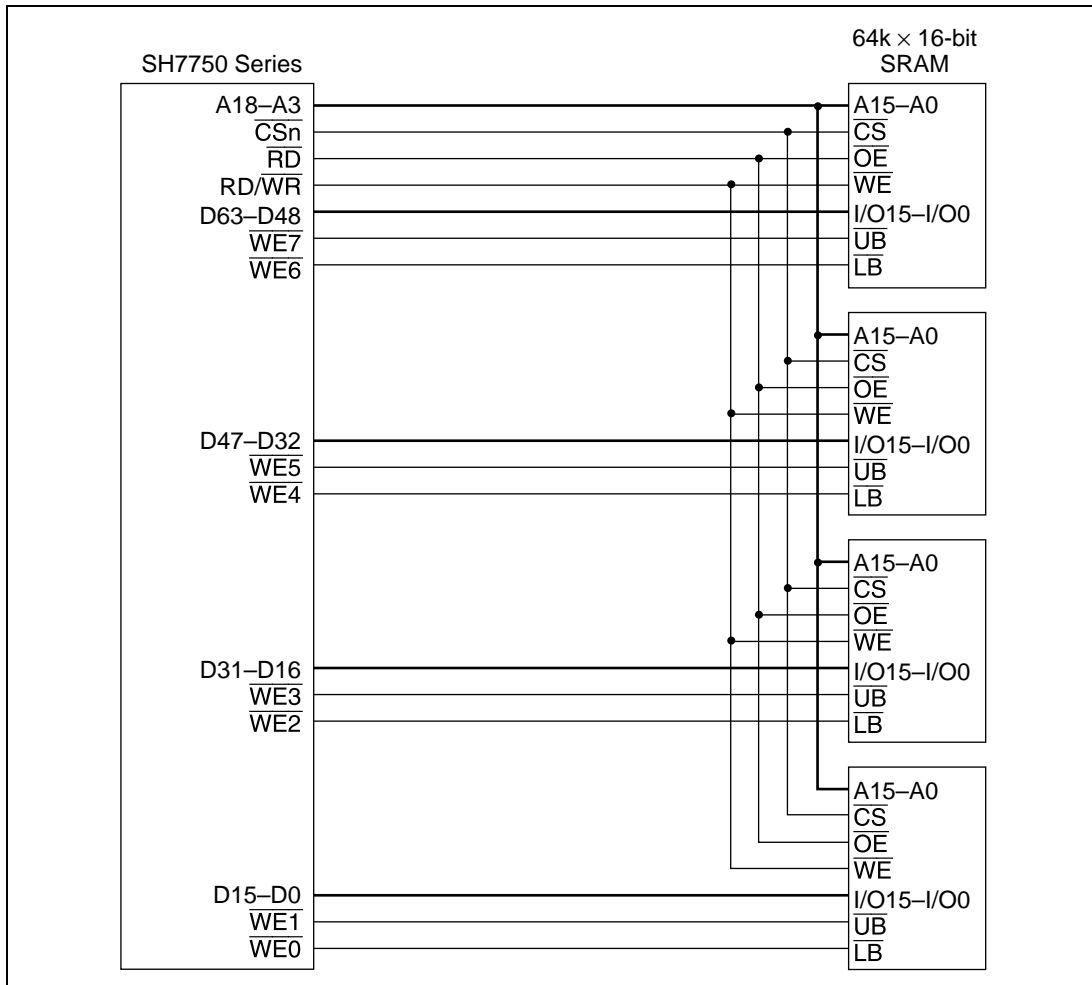 SH7750 Series
A18–A3
CSn
RD
RD/WR
D63–D48
WE7
WE6
D47–D32
WE5
WE4
D31–D16
WE3
WE2
D15–D0
WE1
WE0
64k × 16-bit
SRAM
A15–A0
CS
OE
WE
I/O15–I/O0
UB
LB
A15–A0
CS
OE
WE
I/O15–I/O0
UB
LB
A15–A0
CS
OE
WE
I/O15–I/O0
UB
LB
A15–A0
CS
OE
WE
I/O15–I/O0
UB
LB